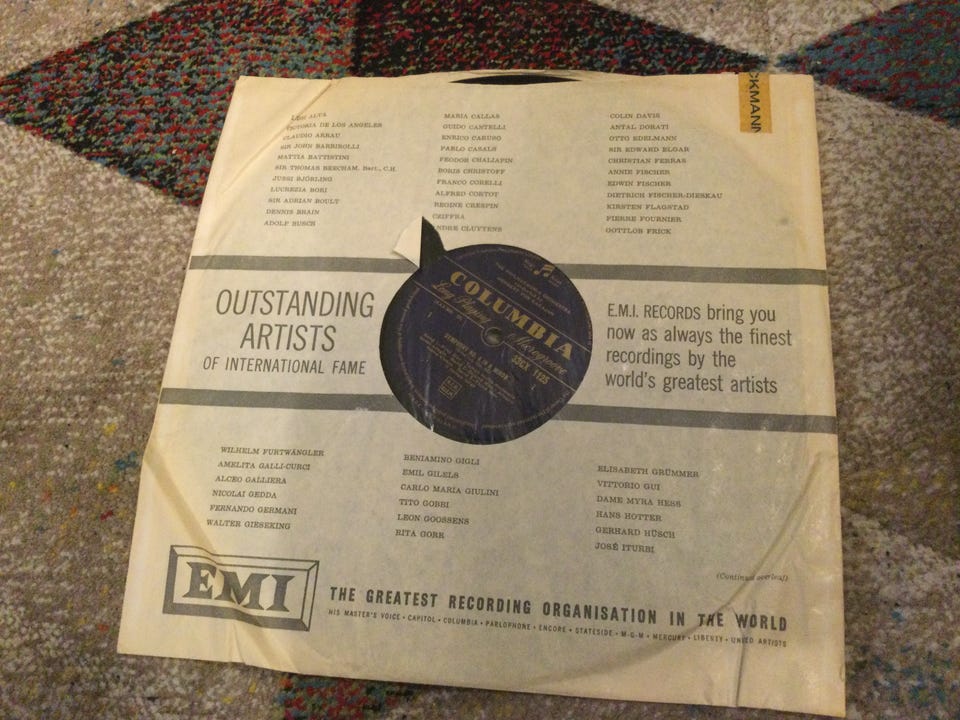 CKMANN
VICTORIA DE LOS ANGELES
CLAUDIO ARRAU
SIR JOHN BARBIROLLI
MATTIA BATTISTINI
SIR THOMAS BEECHAM, Bart., C.H.
JUSSI BJÖRLING
LUCREZIA BORI
SIR ADRIAN BOULT
DENNIS BRAIN
ADOLF BUSCH
MARIA CALLAS
GUIDO CANTELLI
ENRICO CARUSO
PABLO CASALS
FEODOR CHALIAPIN
BORIS CHRISTOFF
FRANCO CORELLI
ALFRED CORTOT
REGINE CRESPIN
CZIFFRA
NDRE CLUYTENS
COLIN DAVIS
ANTAL DORATI
OTTO EDELMANN
SIR EDWARD ELGAR
CHRISTIAN FERRAS
ANNIE FISCHER
EDWIN FISCHER
DIETRICH FISCHER-DIESKAU
KIRSTEN FLAGSTAD
PIERRE FOURNIER
GOTTLOB FRICK
OUTSTANDING
ARTISTS
OF INTERNATIONAL FAME
COLUMBIA
Long Playing
Microgroove
33CX 1125
E.M.I. RECORDS bring you
now as always the finest
recordings by the
world's greatest artists
WILHELM FURTWÄNGLER
AMELITA GALLI-CURCI
ALCEO GALLIERA
NICOLAI GEDDA
FERNANDO GERMANI
WALTER GIESEKING
BENIAMINO GIGLI
EMIL GILELS
CARLO MARIA GIULINI
TITO GOBBI
LEON GOOSSENS
RITA GORR
ELISABETH GRÜMMER
VITTORIO GUI
DAME MYRA HESS
HANS HOTTER
GERHARD HÜSCH
JOSÉ ITURBI
(Continued overleaf)
EMI
THE GREATEST RECORDING ORGANISATION IN THE WORLD
HIS MASTER'S VOICE • CAPITOL • COLUMBIA • PARLOPHONE • ENCORE • STATESIDE • M-G-M • MERCURY • LIBERTY • UNITED ARTISTS